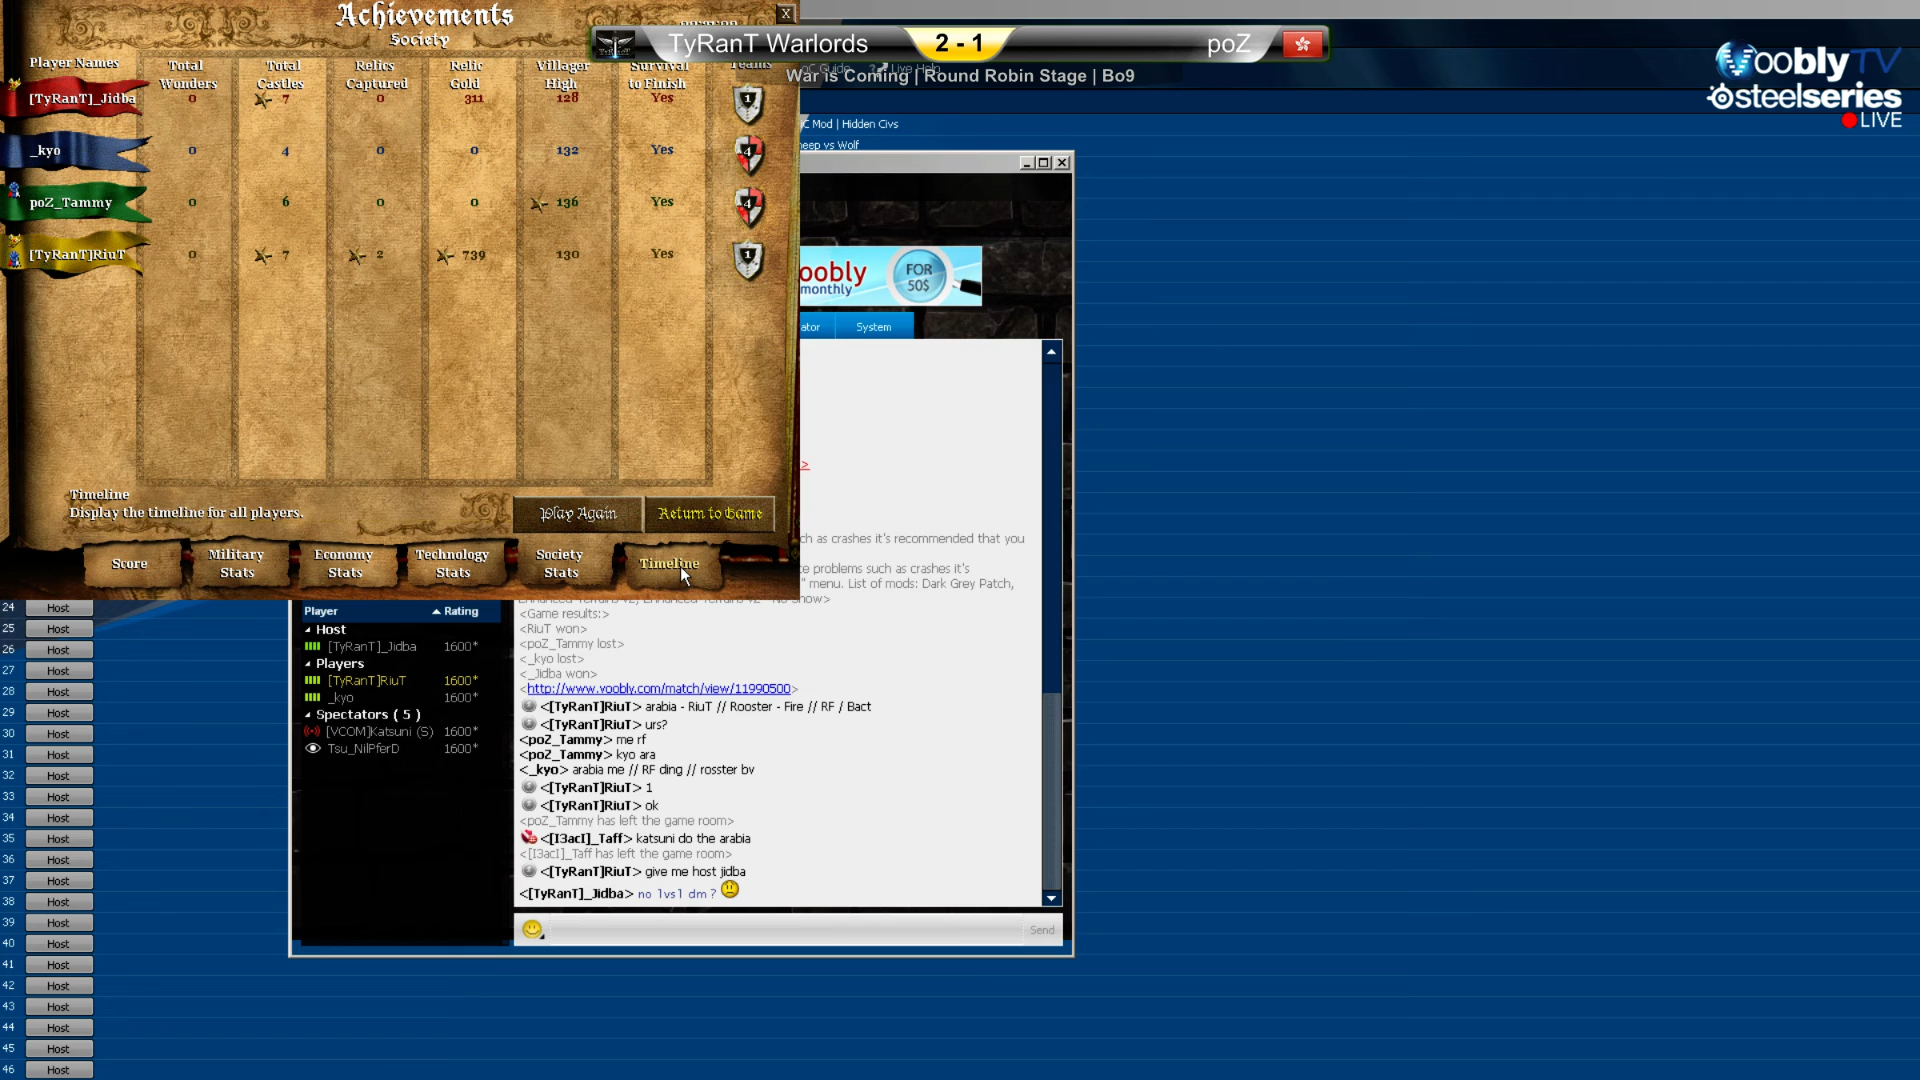 Achievements
Society
X
TyRanT Warlords
2 - 1
poZ
War is Coming | Round Robin Stage | Bo9
VooblyTV
steelseries
LIVE
Player Names
Total Wonders
Total Castles
Relics Captured
Relic Gold
Villager High
Survival to Finish
Teams
[TyRanT]_Jidba 0 7 0 311 128 Yes 1
_kyo 0 4 0 0 132 Yes 4
poZ_Tammy 0 6 0 0 136 Yes 4
[TyRanT]RiuT 0 7 2 739 130 Yes 1
Guide
Live Help
C Mod | Hidden Civs
eep vs Wolf
oobly
monthly
FOR
50$
ator
System
Timeline
Display the timeline for all players.
Play Again
Return to Game
Score
Military Stats
Economy Stats
Technology Stats
Society Stats
Timeline
>
ch as crashes it's recommended that you
ce problems such as crashes it's
" menu. List of mods: Dark Grey Patch,
<Game results:>
<RiuT won>
<poZ_Tammy lost>
<_kyo lost>
<_Jidba won>
<http://www.voobly.com/match/view/11990500>
<[TyRanT]RiuT> arabia - RiuT // Rooster - Fire // RF / Bact
<[TyRanT]RiuT> urs?
<poZ_Tammy> me rf
<poZ_Tammy> kyo ara
<_kyo> arabia me // RF ding // rosster bv
<[TyRanT]RiuT> 1
<[TyRanT]RiuT> ok
<poZ_Tammy has left the game room>
<[I3acI]_Taff> katsuni do the arabia
<[I3acI]_Taff has left the game room>
<[TyRanT]RiuT> give me host jidba
<[TyRanT]_Jidba> no 1vs1 dm ?
Send
Player Rating
Host
[TyRanT]_Jidba 1600*
Players
[TyRanT]RiuT 1600*
_kyo 1600*
Spectators ( 5 )
[VCOM]Katsuni (S) 1600*
Tsu_NilPferD 1600*
24 Host
25 Host
26 Host
27 Host
28 Host
29 Host
30 Host
31 Host
32 Host
33 Host
34 Host
35 Host
36 Host
37 Host
38 Host
39 Host
40 Host
41 Host
42 Host
43 Host
44 Host
45 Host
46 Host